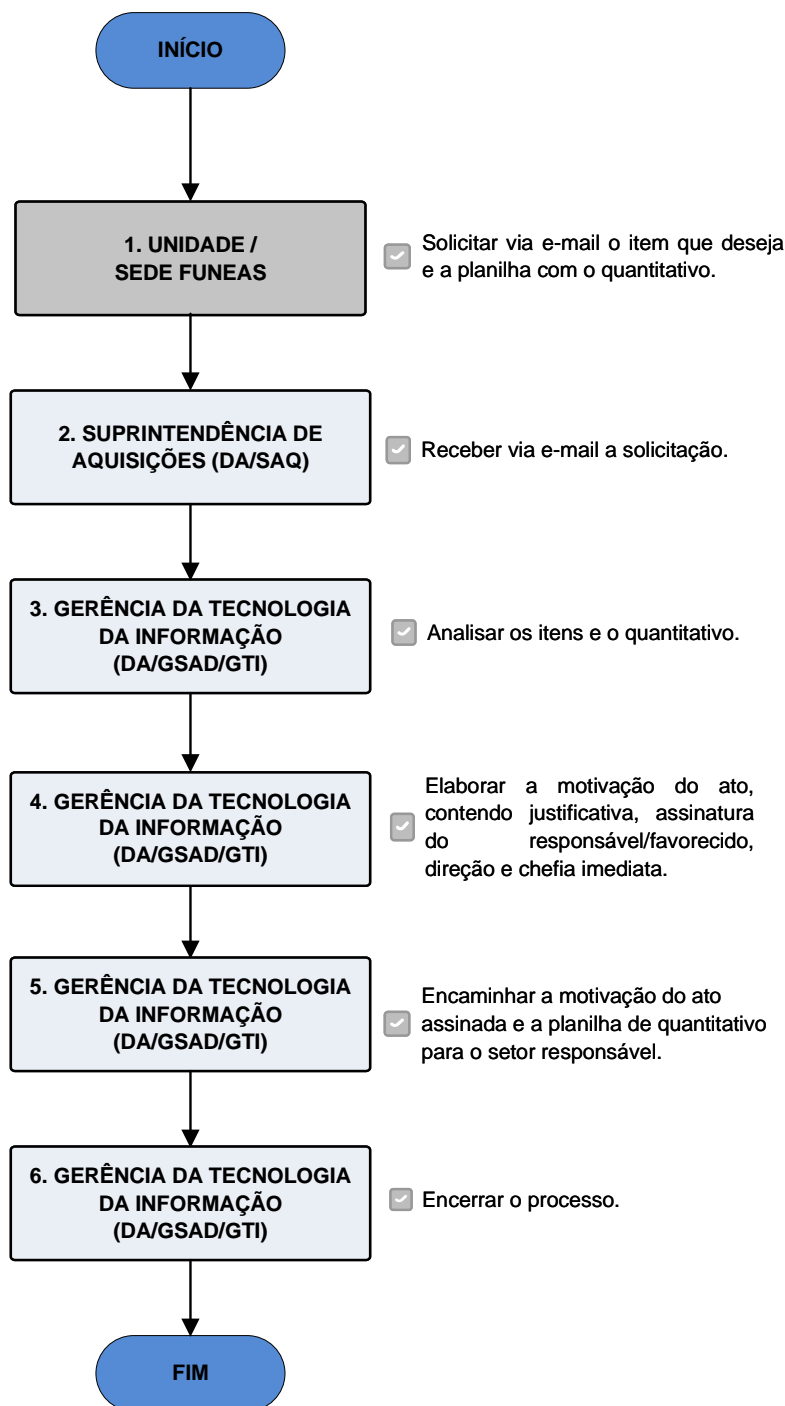 INÍCIO
1. UNIDADE /
SEDE FUNEAS
Solicitar via e-mail o item que deseja
e a planilha com o quantitativo.
2. SUPRINTENDÊNCIA DE
AQUISIÇÕES (DA/SAQ)
Receber via e-mail a solicitação.
3. GERÊNCIA DA TECNOLOGIA
DA INFORMAÇÃO
(DA/GSAD/GTI)
Analisar os itens e o quantitativo.
4. GERÊNCIA DA TECNOLOGIA
DA INFORMAÇÃO
(DA/GSAD/GTI)
Elaborar a motivação do ato,
contendo justificativa, assinatura
do responsável/favorecido,
direção e chefia imediata.
5. GERÊNCIA DA TECNOLOGIA
DA INFORMAÇÃO
(DA/GSAD/GTI)
Encaminhar a motivação do ato
assinada e a planilha de quantitativo
para o setor responsável.
6. GERÊNCIA DA TECNOLOGIA
DA INFORMAÇÃO
(DA/GSAD/GTI)
Encerrar o processo.
FIM